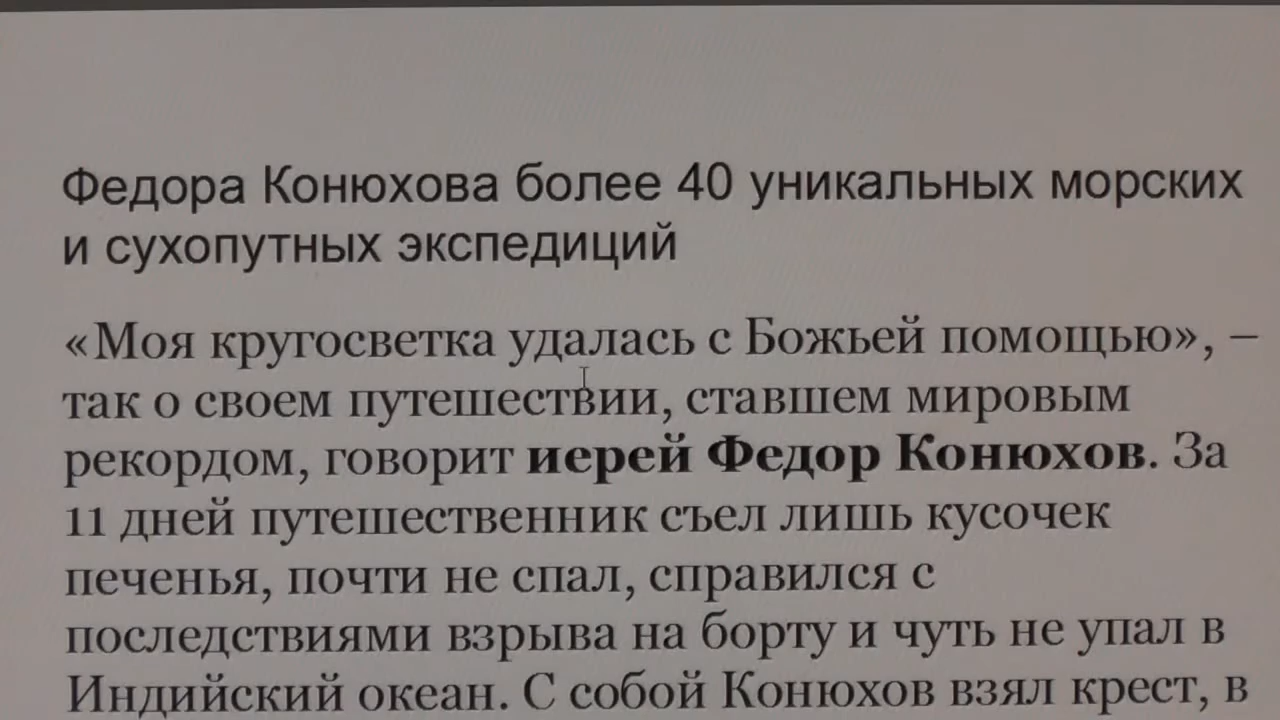 Федора Конюхова более 40 уникальных морских
и сухопутных экспедиций
«Моя кругосветка удалась с Божьей помощью», –
так о своем путешествии, ставшем мировым
рекордом, говорит иерей Федор Конюхов. За
11 дней путешественник съел лишь кусочек
печенья, почти не спал, справился с
последствиями взрыва на борту и чуть не упал в
Индийский океан. С собой Конюхов взял крест, в